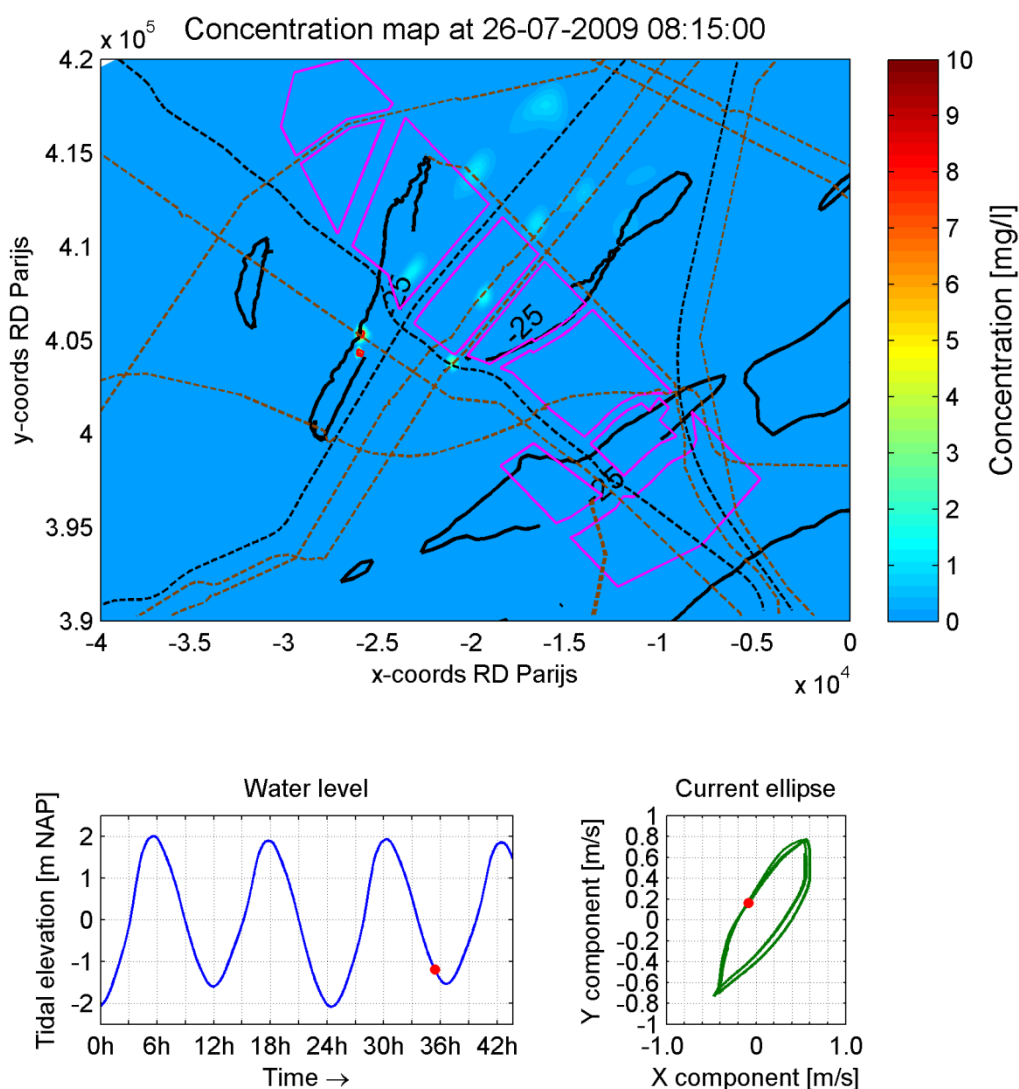 x 10⁵ Concentration map at 26-07-2009 08:15:00
4.2
4.15
4.1
4.05
4
3.95
3.9
y-coords RD Parijs
-25
-25
-25
-4 -3.5 -3 -2.5 -2 -1.5 -1 -0.5 0
x-coords RD Parijs
x 10⁴
10
9
8
7
6
5
4
3
2
1
0
Concentration [mg/l]
Water level
2
1
0
-1
-2
Tidal elevation [m NAP]
0h 6h 12h 18h 24h 30h 36h 42h
Time →
Current ellipse
1
0.8
0.6
0.4
0.2
0
-0.2
-0.4
-0.6
-0.8
-1
Y component [m/s]
-1.0 0 1.0
X component [m/s]